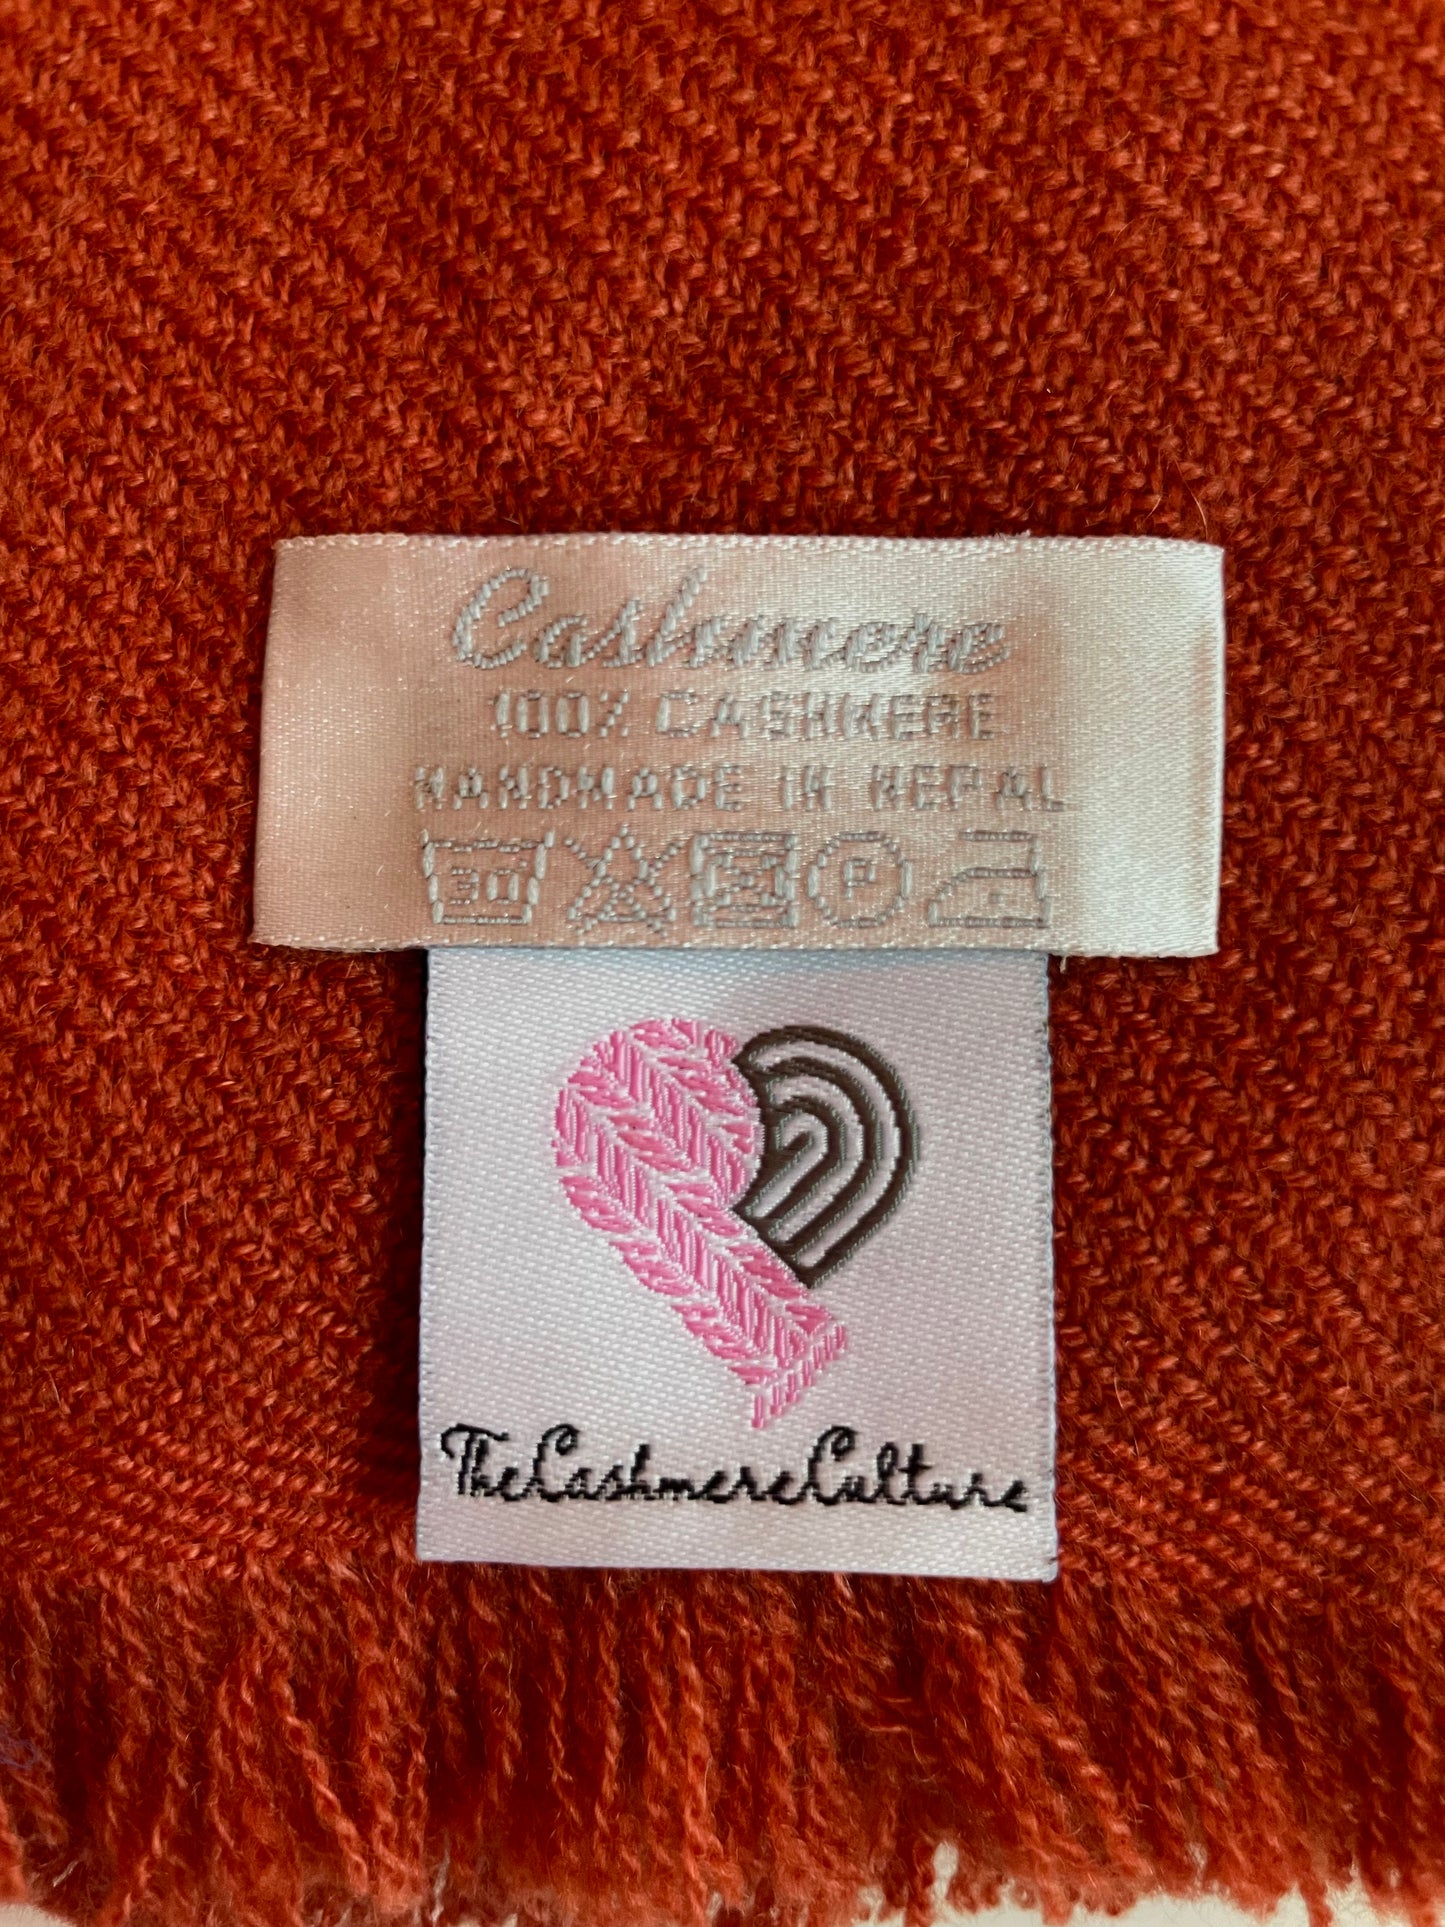 Cashmere
100% CASHMERE
HANDMADE IN NEPAL
30 P
TheCashmereCulture